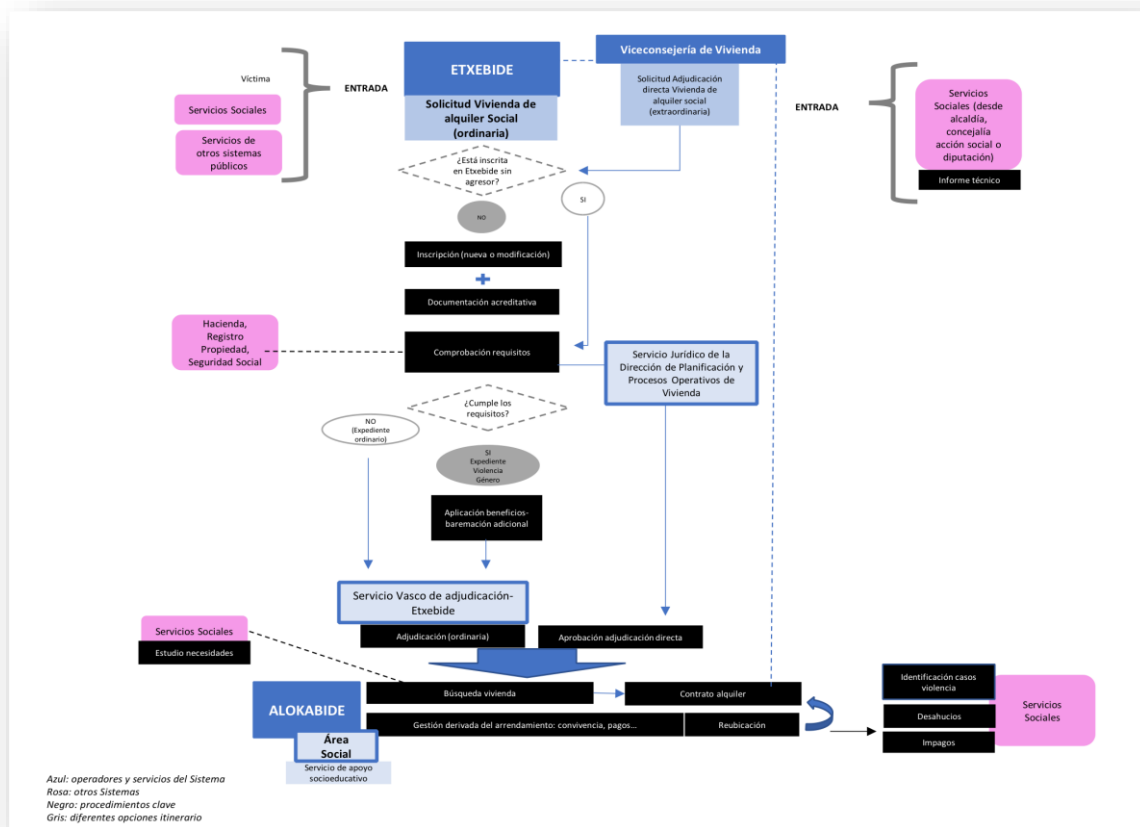 Víctima
Servicios Sociales
Servicios de
otros sistemas
públicos
ENTRADA
ETXEBIDE
Solicitud Vivienda de
alquiler Social
(ordinaria)
Viceconsejería de Vivienda
Solicitud Adjudicación
directa Vivienda de
alquiler social
(extraordinaria)
ENTRADA
Servicios
Sociales (desde
alcaldía,
concejalía
acción social o
diputación)
Informe técnico
¿Está inscrita
en Etxebide sin
agresor?
NO
SI
Inscripción (nueva o modificación)
+
Documentación acreditativa
Hacienda,
Registro
Propiedad,
Seguridad Social
Comprobación requisitos
Servicio Jurídico de la
Dirección de Planificación y
Procesos Operativos de
Vivienda
¿Cumple los
requisitos?
NO
(Expediente
ordinario)
SI
Expediente
Violencia
Género
Aplicación beneficios-
baremación adicional
Servicio Vasco de adjudicación-
Etxebide
Adjudicación (ordinaria)
Aprobación adjudicación directa
Servicios Sociales
Estudio necesidades
ALOKABIDE
Búsqueda vivienda
Contrato alquiler
Gestión derivada del arrendamiento: convivencia, pagos...
Reubicación
Área
Social
Servicio de apoyo
socioeducativo
Identificación casos
violencia
Desahucios
Impagos
Servicios
Sociales
Azul: operadores y servicios del Sistema
Rosa: otros Sistemas
Negro: procedimientos clave
Gris: diferentes opciones itinerario